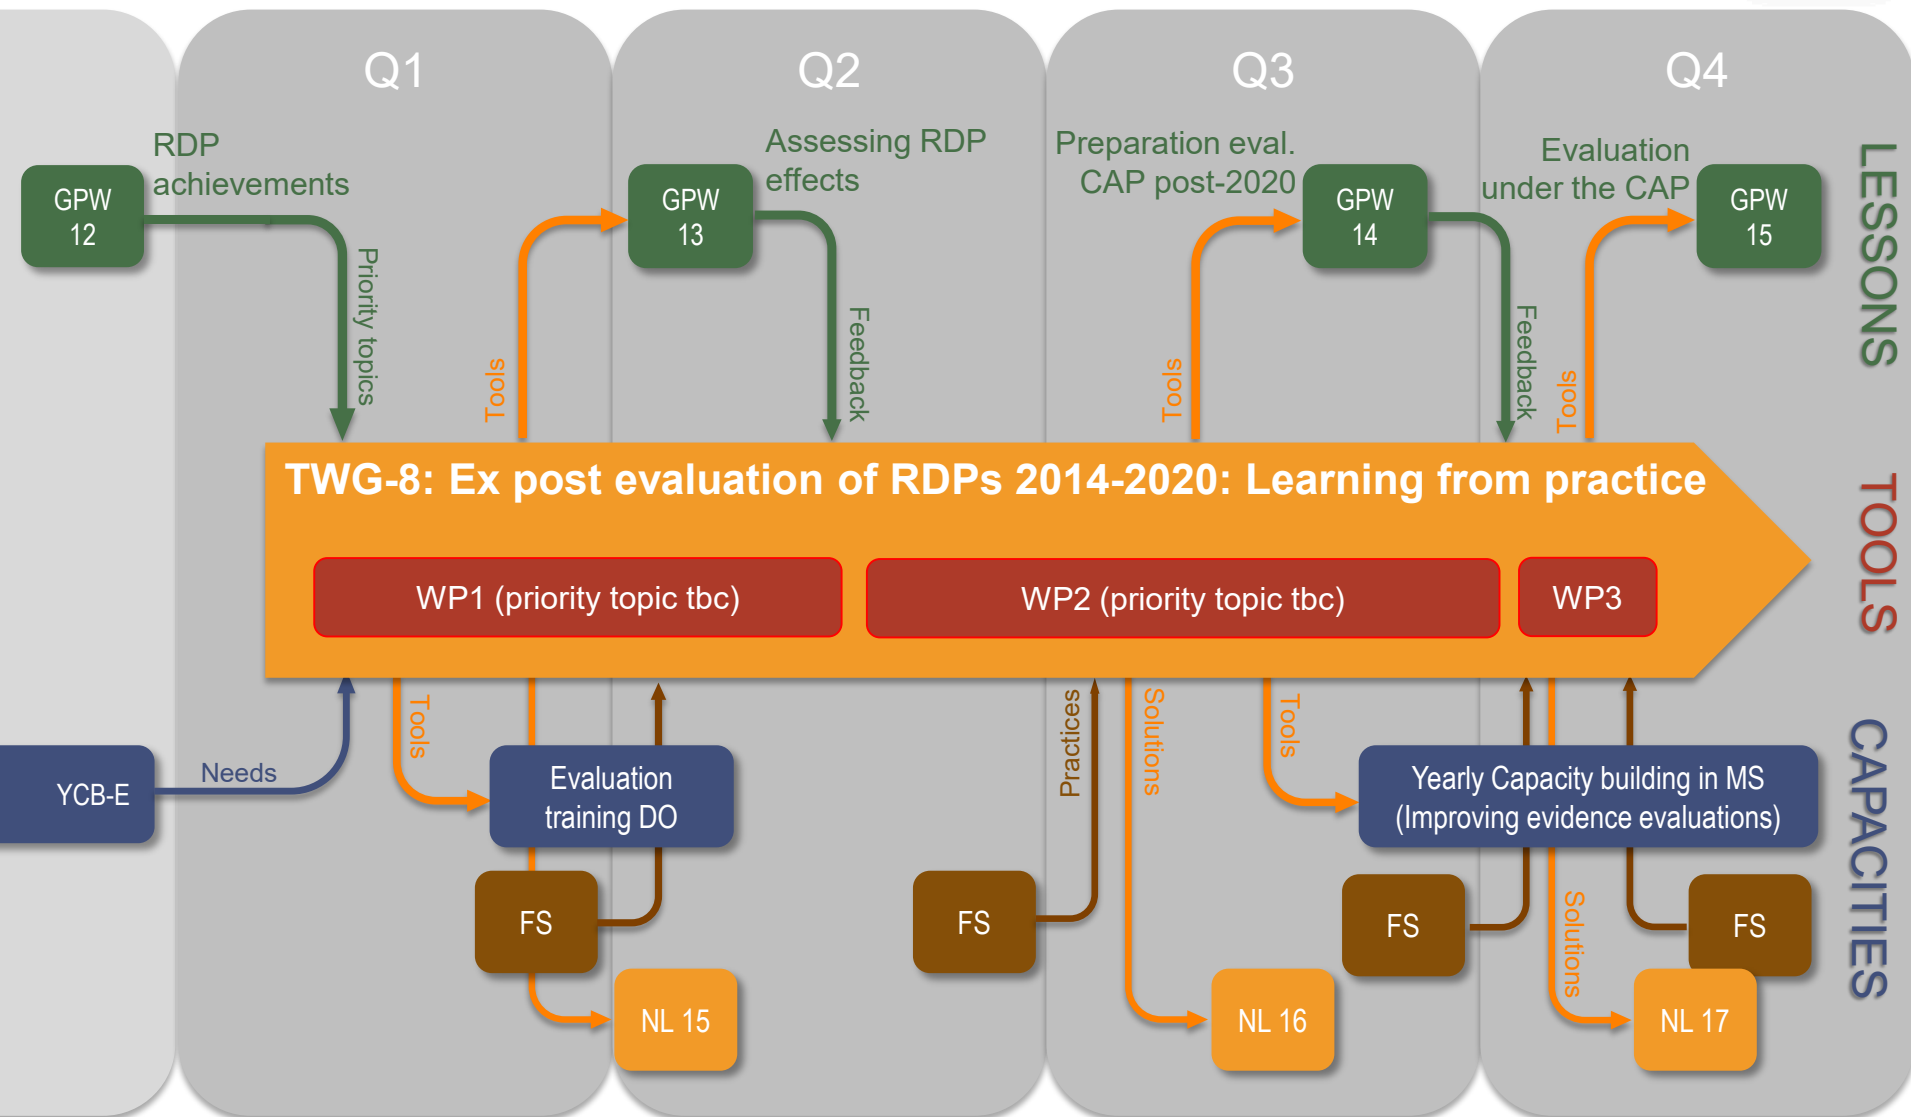 Q1
Q2
Q3
Q4
RDP
achievements
Assessing RDP
effects
Preparation eval.
CAP post-2020
Evaluation
under the CAP
GPW
12
GPW
13
GPW
14
GPW
15
LESSONS
Priority topics
Tools
Feedback
Tools
Feedback
Tools
TWG-8: Ex post evaluation of RDPs 2014-2020: Learning from practice
WP1 (priority topic tbc)
WP2 (priority topic tbc)
WP3
TOOLS
Tools
Practices
Solutions
Tools
YCB-E
Needs
Evaluation
training DO
Yearly Capacity building in MS
(Improving evidence evaluations)
CAPACITIES
FS
FS
FS
FS
Solutions
NL 15
NL 16
NL 17